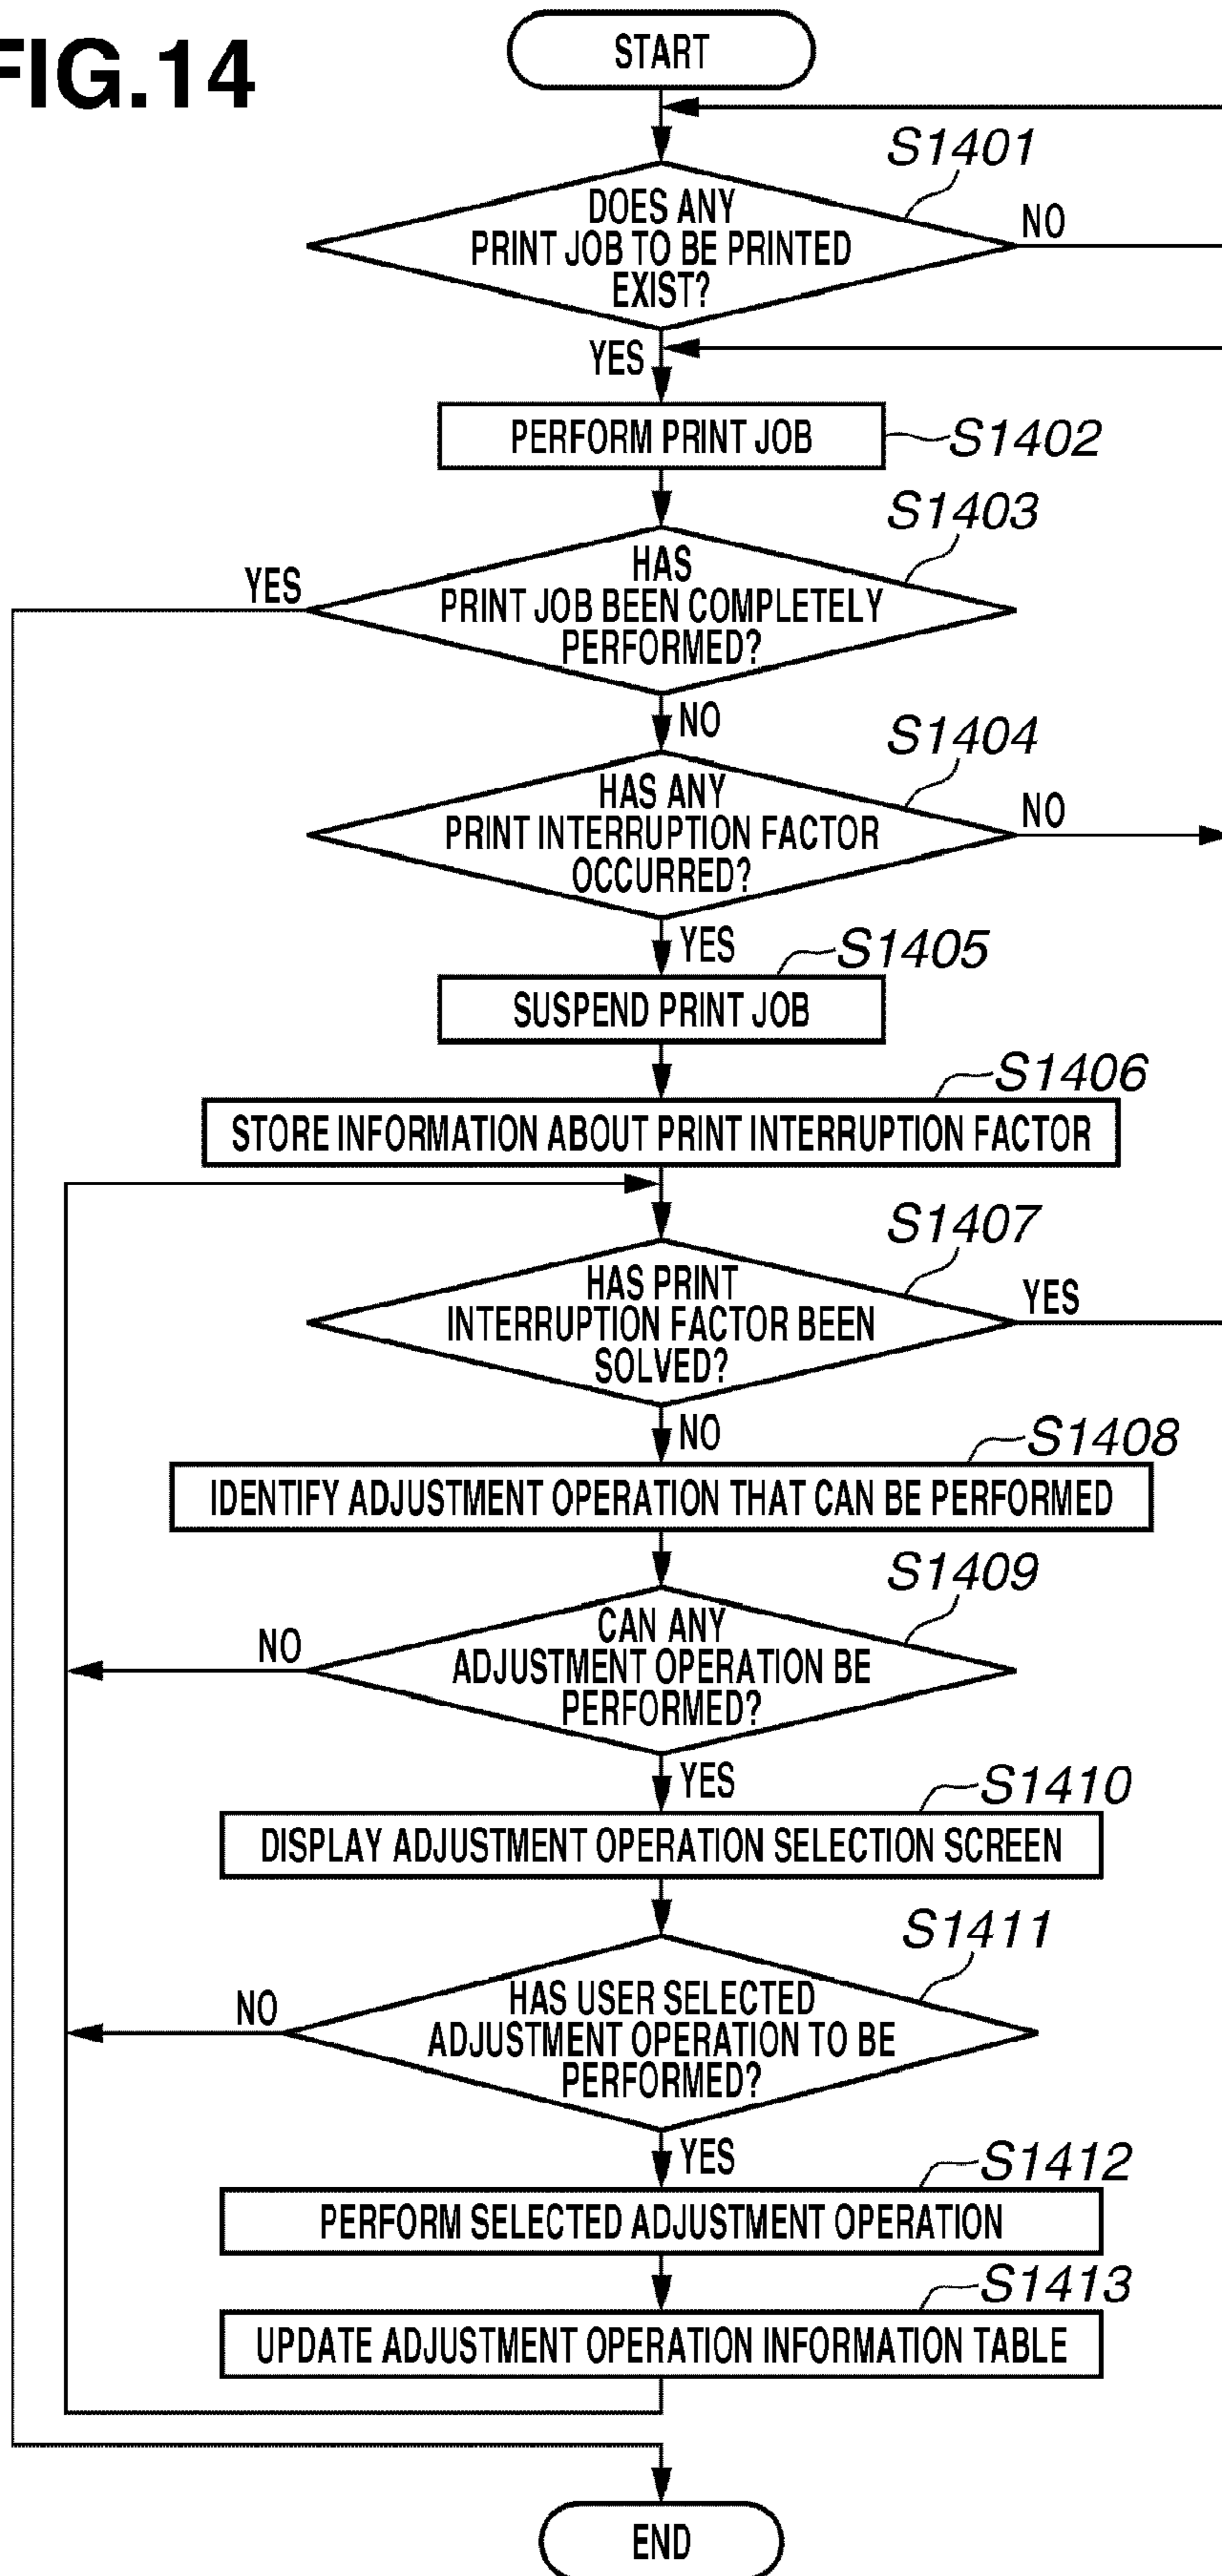 FIG.14
START
S1401
DOES ANY
PRINT JOB TO BE PRINTED
EXIST?
NO
YES
PERFORM PRINT JOB
S1402
S1403
HAS
PRINT JOB BEEN COMPLETELY
PERFORMED?
YES
NO
S1404
HAS ANY
PRINT INTERRUPTION FACTOR
OCCURRED?
NO
YES
S1405
SUSPEND PRINT JOB
S1406
STORE INFORMATION ABOUT PRINT INTERRUPTION FACTOR
S1407
HAS PRINT
INTERRUPTION FACTOR BEEN
SOLVED?
YES
NO
S1408
IDENTIFY ADJUSTMENT OPERATION THAT CAN BE PERFORMED
S1409
CAN ANY
ADJUSTMENT OPERATION BE
PERFORMED?
NO
YES
S1410
DISPLAY ADJUSTMENT OPERATION SELECTION SCREEN
S1411
HAS USER SELECTED
ADJUSTMENT OPERATION TO BE
PERFORMED?
NO
YES
S1412
PERFORM SELECTED ADJUSTMENT OPERATION
S1413
UPDATE ADJUSTMENT OPERATION INFORMATION TABLE
END